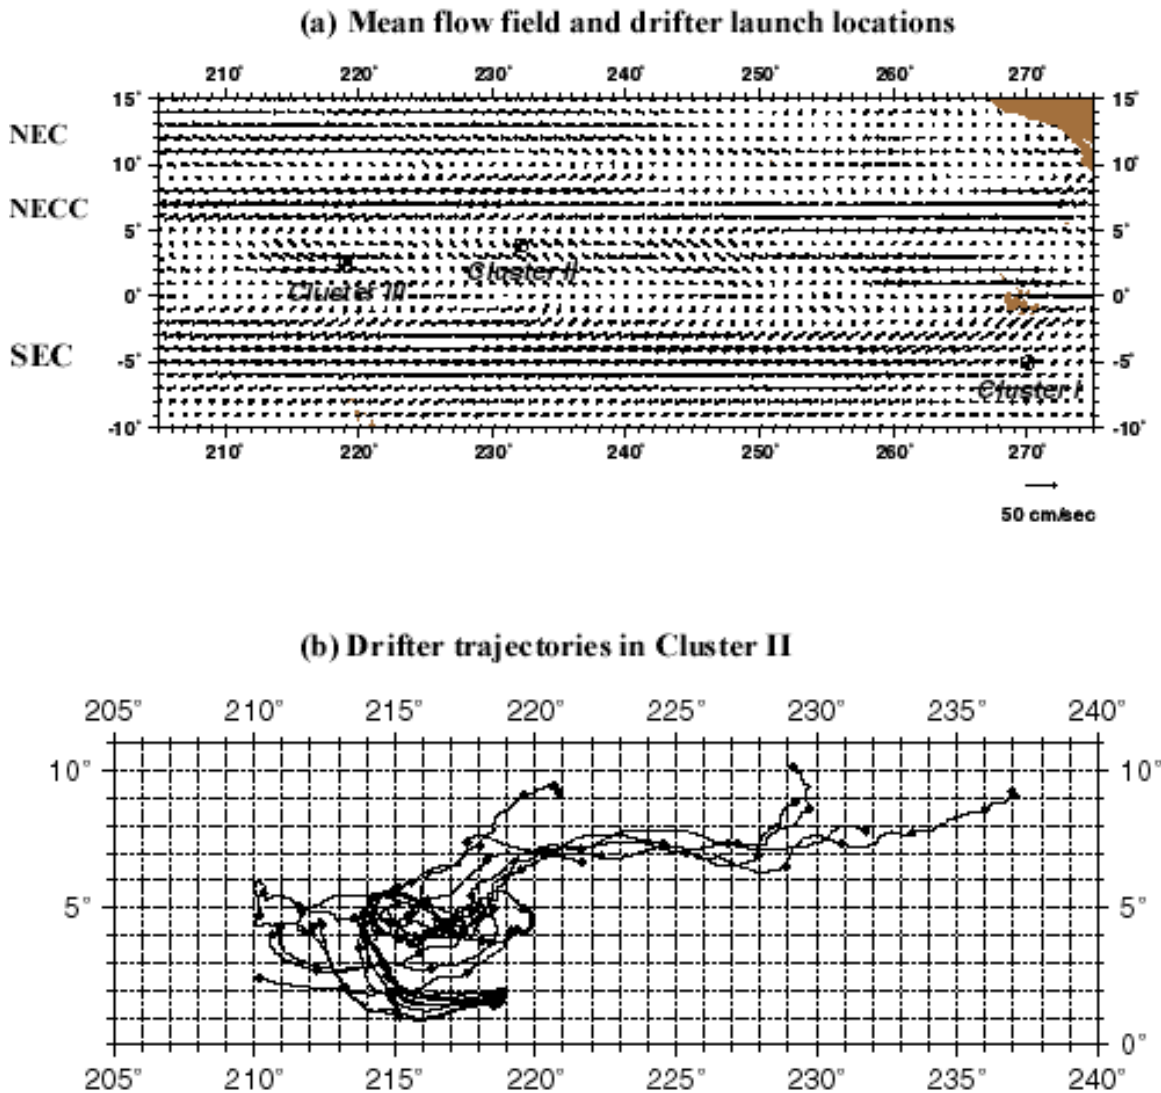 (a) Mean flow field and drifter launch locations
210° 220° 230° 240° 250° 260° 270°
15° 15°
NEC
10° 10°
NECC
5° 5°
Cluster II
Cluster III
0° 0°
SEC
-5° -5°
Cluster I
-10° -10°
210° 220° 230° 240° 250° 260° 270°
50 cm/sec
(b) Drifter trajectories in Cluster II
205° 210° 215° 220° 225° 230° 235° 240°
10° 10°
5° 5°
0°
205° 210° 215° 220° 225° 230° 235° 240°